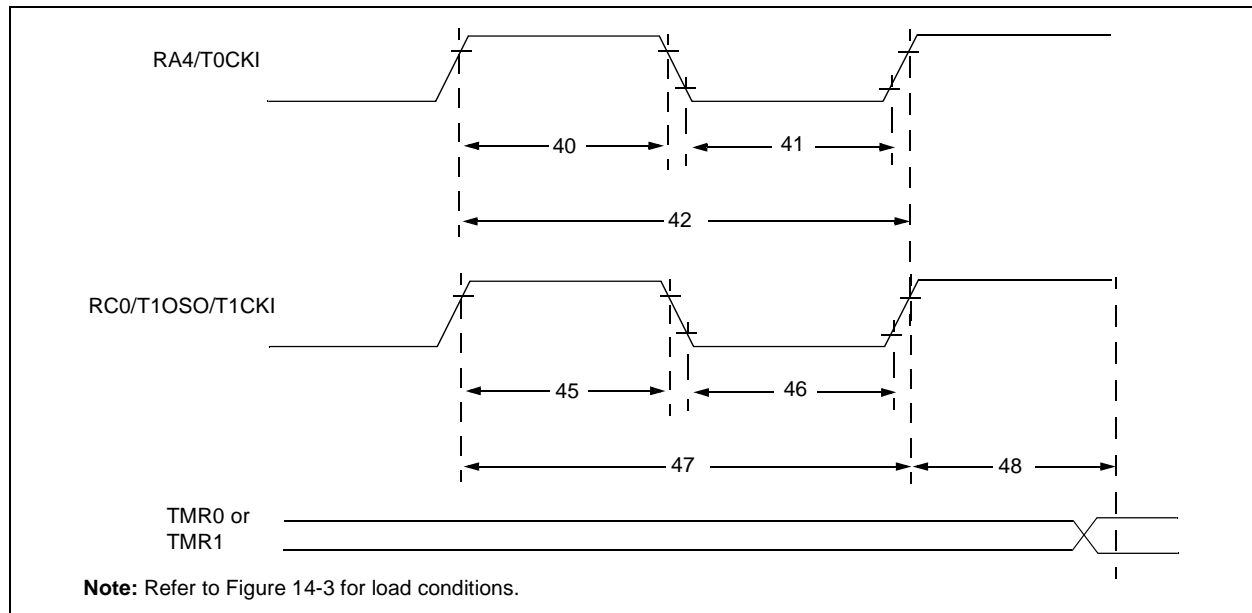 RA4/T0CKI
40
41
42
RC0/T1OSO/T1CKI
45
46
47
48
TMR0 or
TMR1
Note: Refer to Figure 14-3 for load conditions.